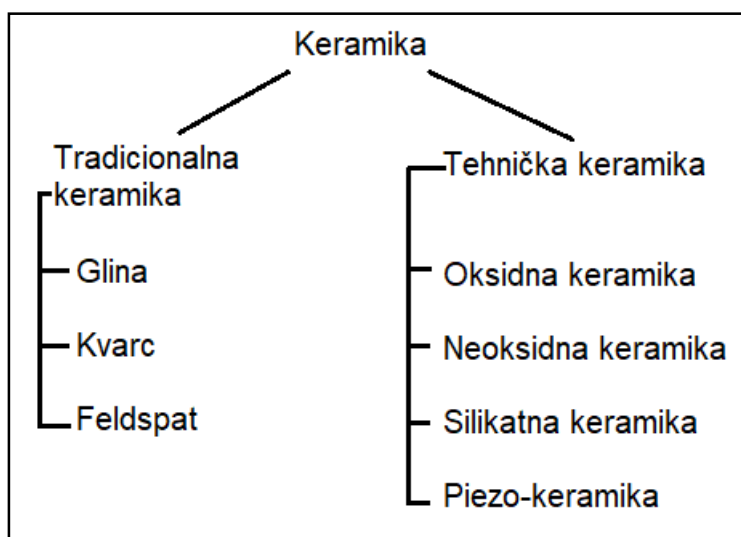 Keramika
Tradicionalna
keramika
Glina
Kvarc
Feldspat
Tehnička keramika
Oksidna keramika
Neoksidna keramika
Silikatna keramika
Piezo-keramika